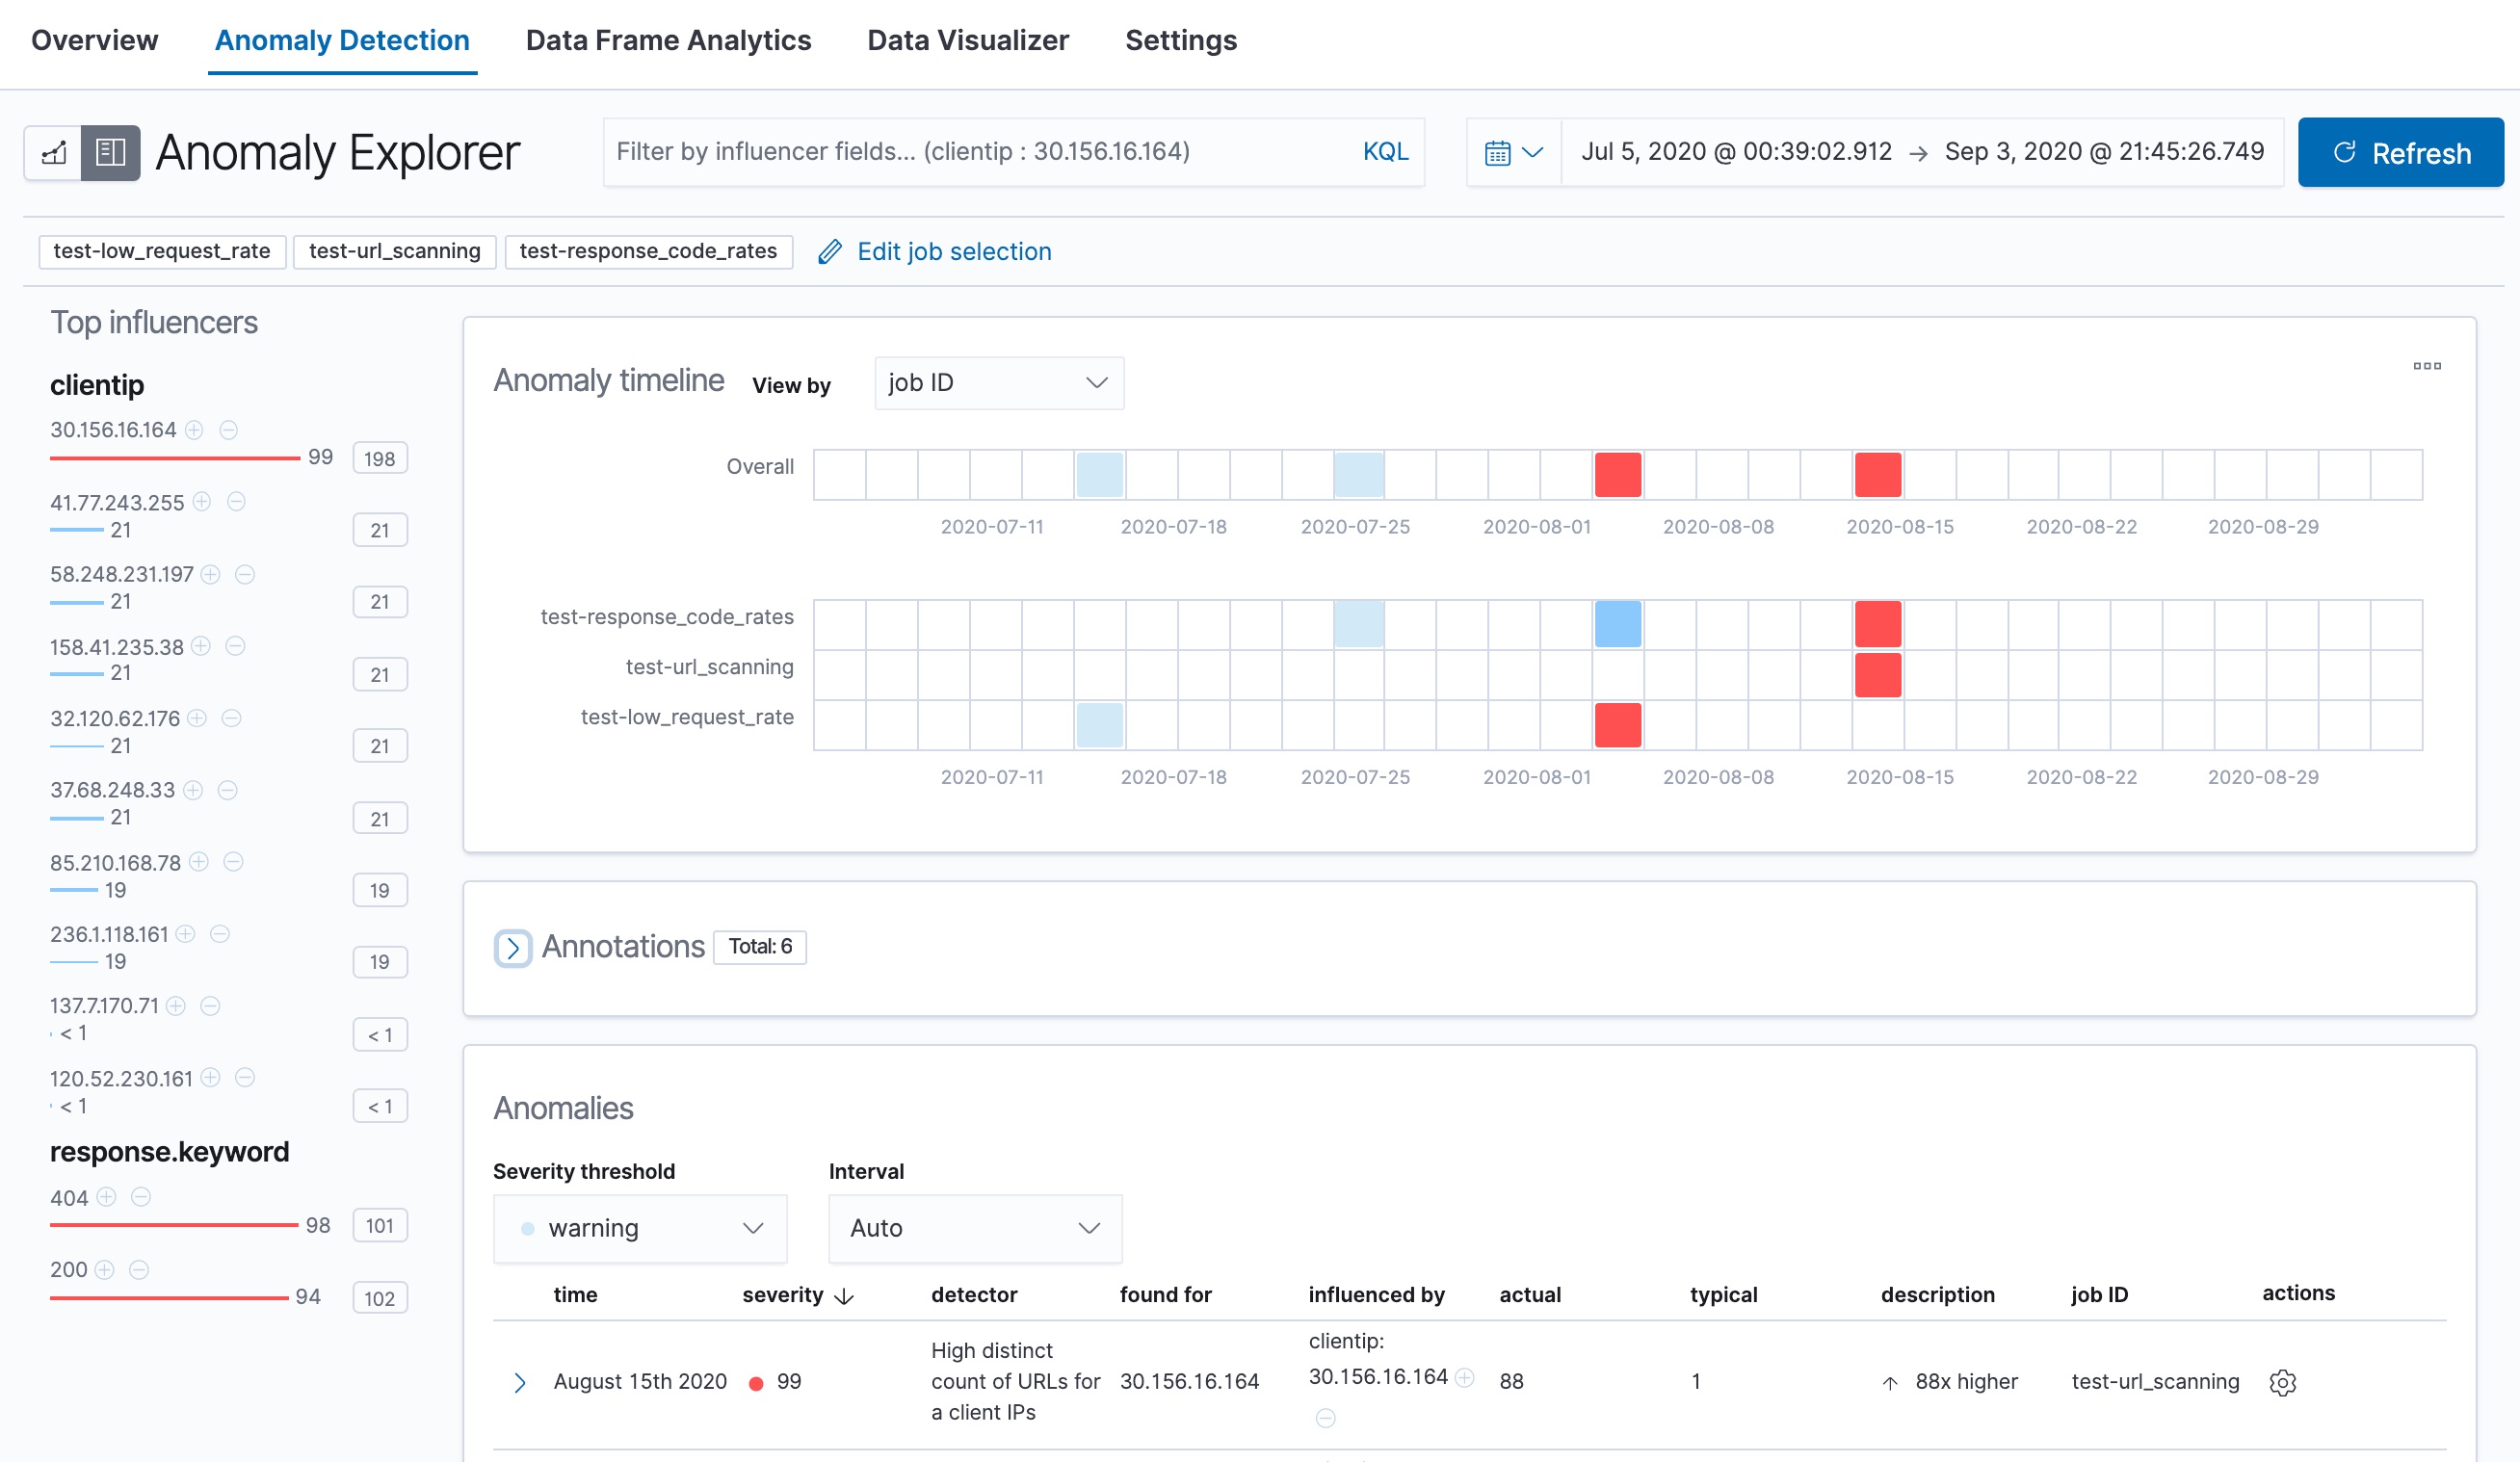 Overview Anomaly Detection Data Frame Analytics Data Visualizer Settings
Anomaly Explorer Filter by influencer fields... (clientip : 30.156.16.164) KQL Jul 5, 2020 @ 00:39:02.912 → Sep 3, 2020 @ 21:45:26.749 Refresh
test-low_request_rate test-url_scanning test-response_code_rates Edit job selection
Top influencers
clientip
30.156.16.164
99 198
41.77.243.255
21 21
58.248.231.197
21 21
158.41.235.38
21 21
32.120.62.176
21 21
37.68.248.33
21 21
85.210.168.78
19 19
236.1.118.161
19 19
137.7.170.71
< 1 < 1
120.52.230.161
< 1 < 1
response.keyword
404
98 101
200
94 102
Anomaly timeline View by job ID
Overall
2020-07-11 2020-07-18 2020-07-25 2020-08-01 2020-08-08 2020-08-15 2020-08-22 2020-08-29
test-response_code_rates
test-url_scanning
test-low_request_rate
2020-07-11 2020-07-18 2020-07-25 2020-08-01 2020-08-08 2020-08-15 2020-08-22 2020-08-29
Annotations Total: 6
Anomalies
Severity threshold Interval
warning Auto
time severity ↓ detector found for influenced by actual typical description job ID actions
August 15th 2020 99 High distinct count of URLs for a client IPs 30.156.16.164 clientip: 30.156.16.164 88 1 ↑ 88x higher test-url_scanning